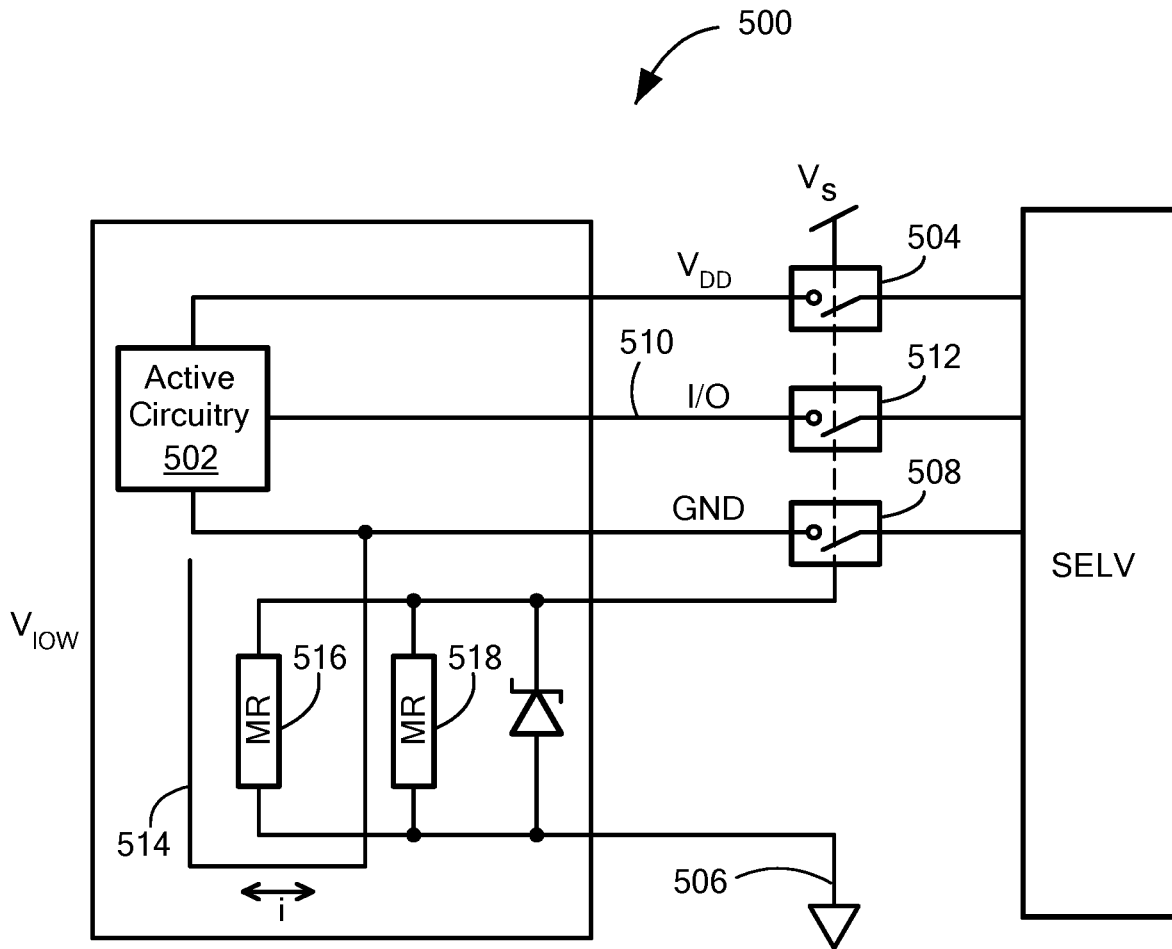 500
V_S
504
V_DD
510
I/O
512
Active
Circuitry
502
508
GND
SELV
V_IOW
516
518
MR
MR
514
506
i